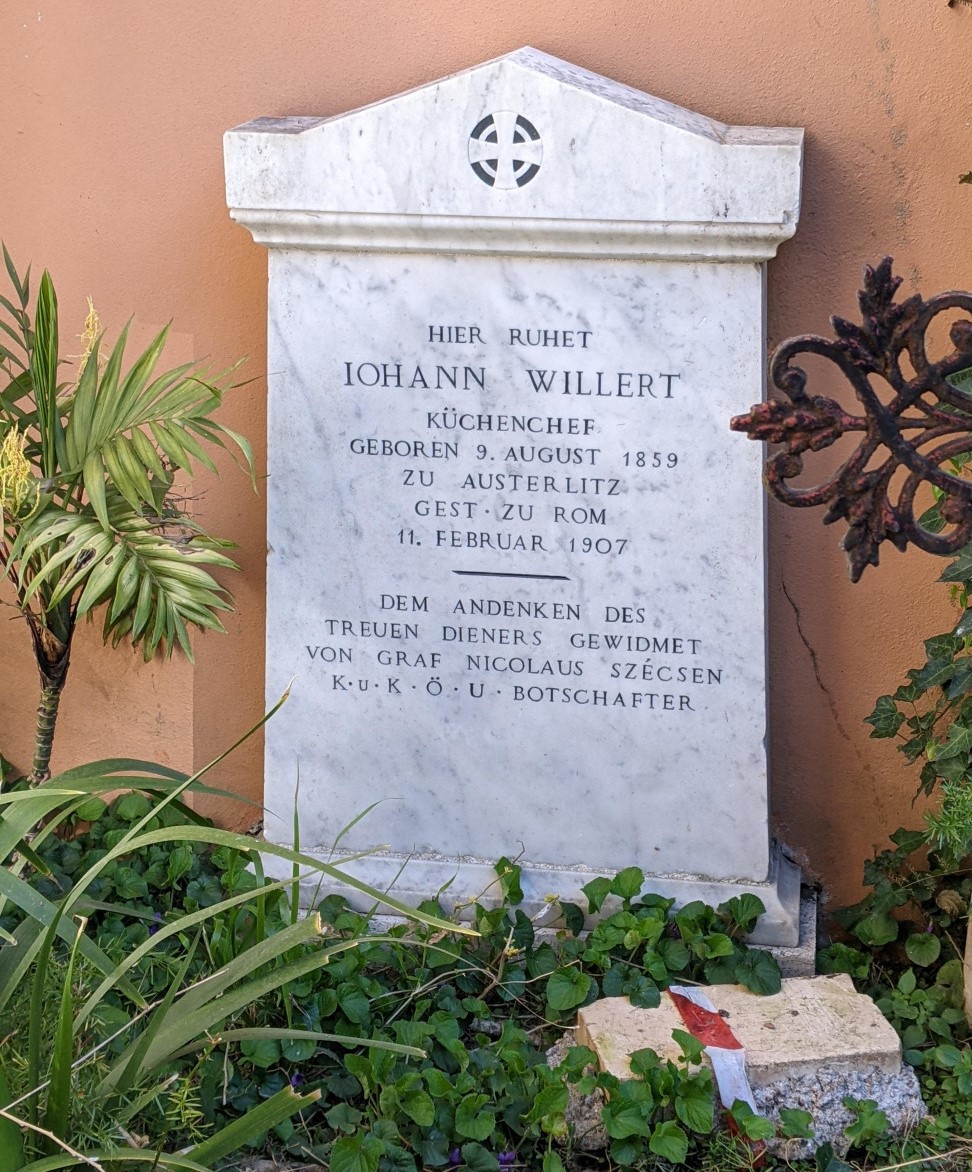 HIER RUHET
IOHANN WILLERT
KÜCHENCHEF
GEBOREN 9. AUGUST 1859
ZU AUSTERLITZ
GEST · ZU ROM
11. FEBRUAR 1907
DEM ANDENKEN DES
TREUEN DIENERS GEWIDMET
VON GRAF NICOLAUS SZÉCSEN
K·u·K·Ö·U·BOTSCHAFTER